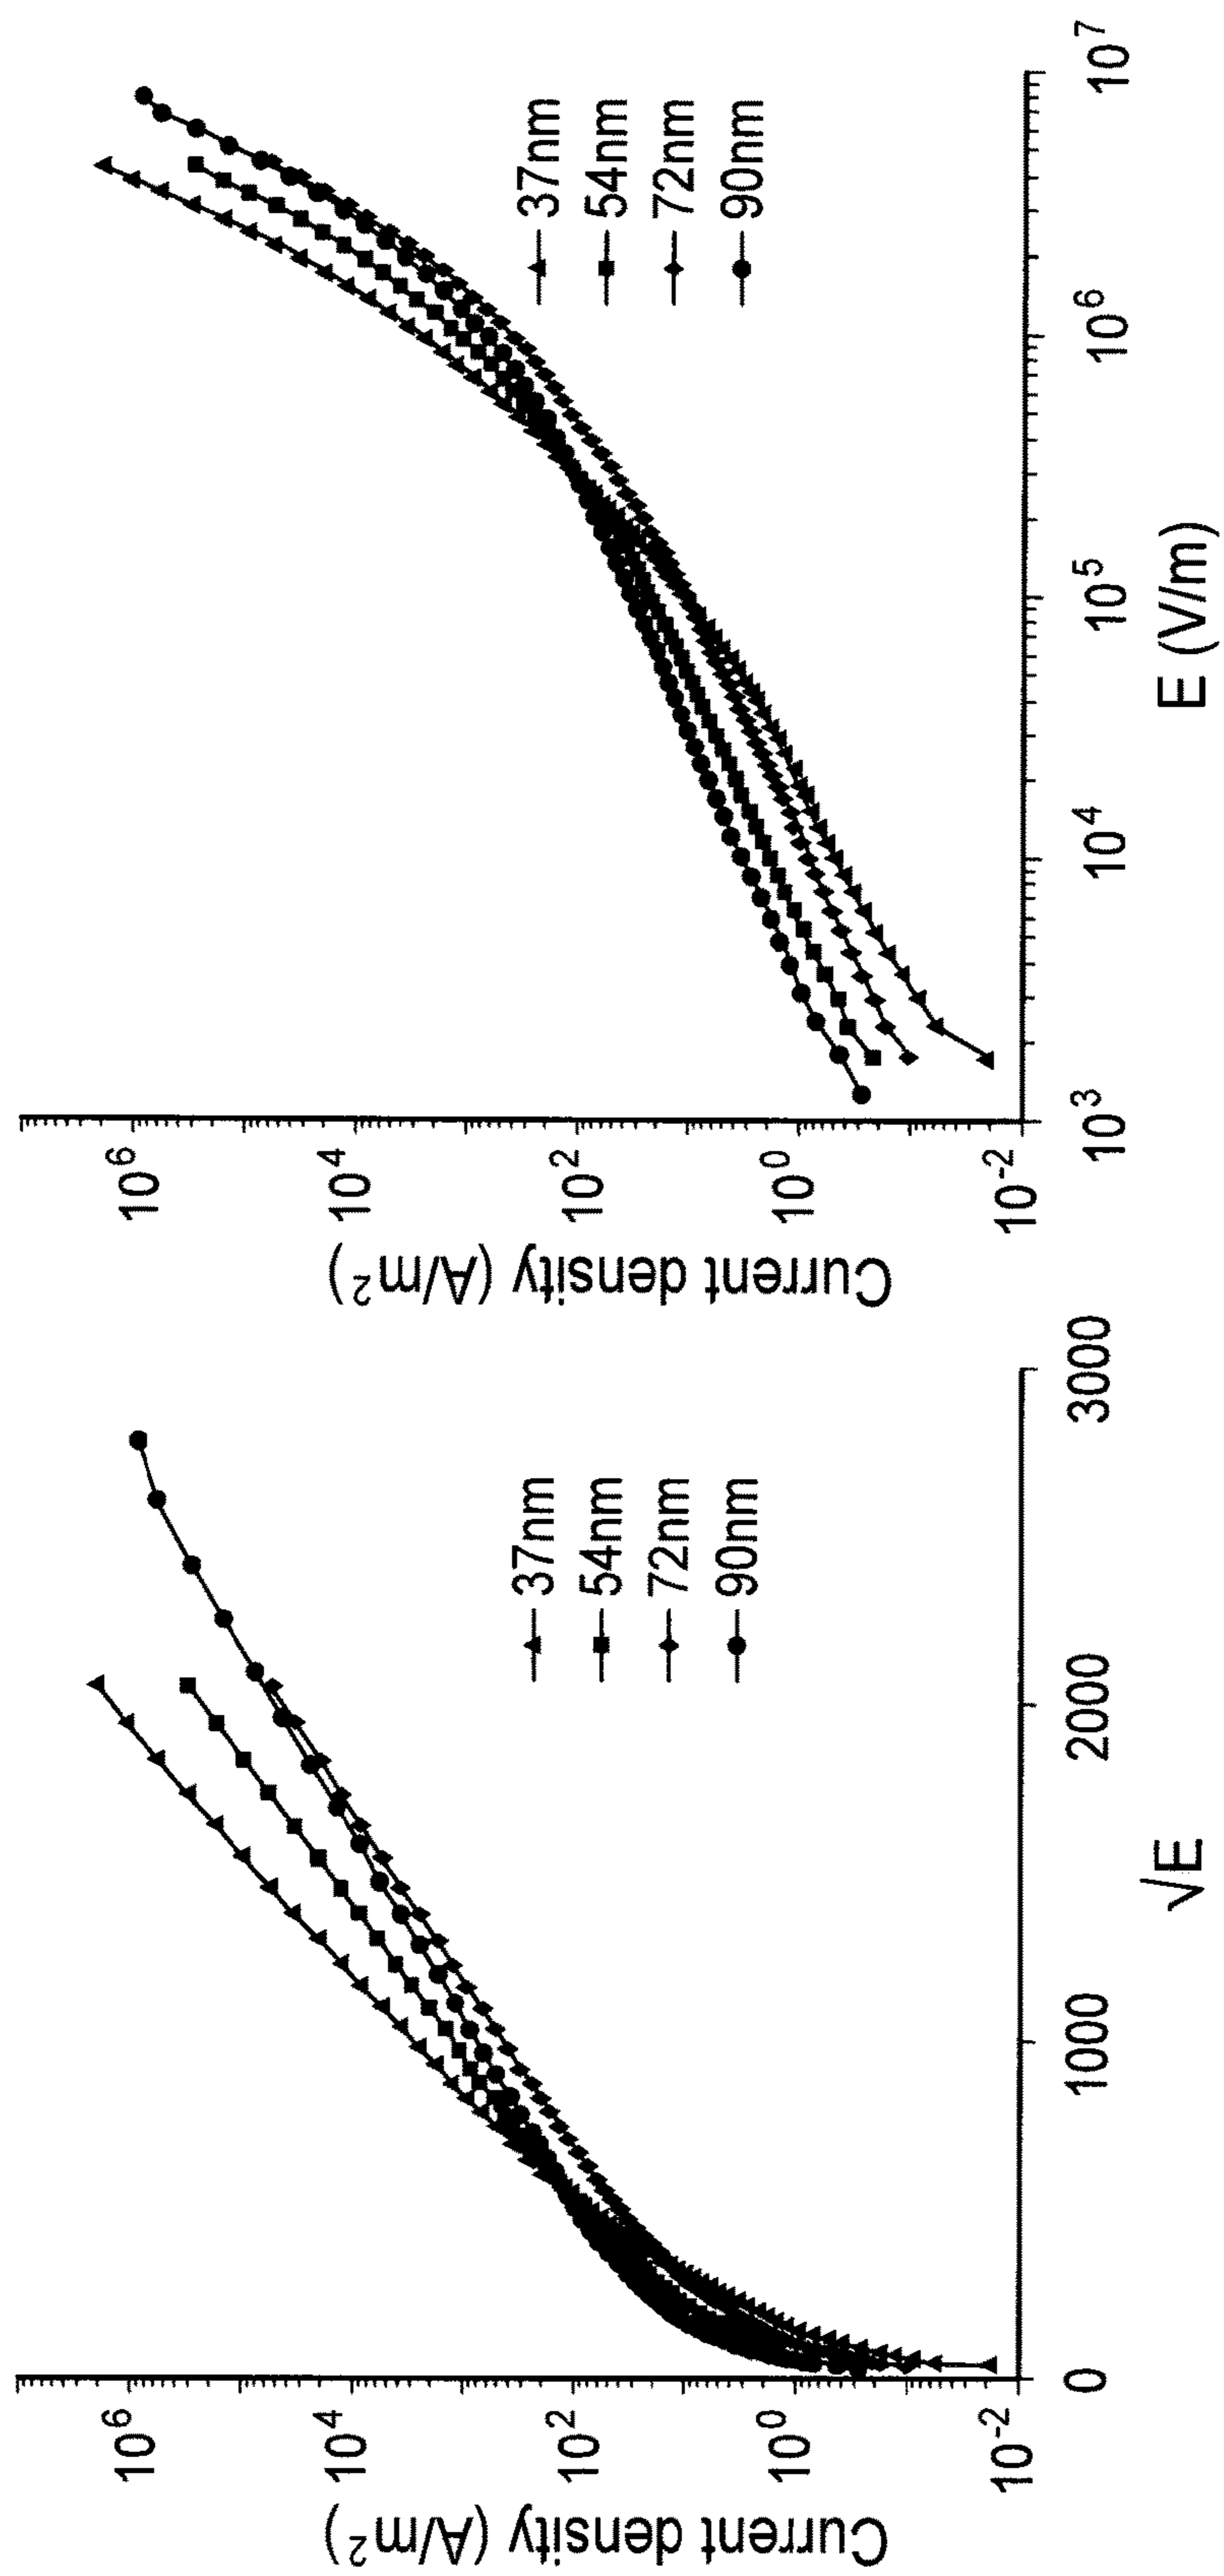 Current density (A/m²)
10⁶
10⁴
10²
10⁰
10⁻²
0
1000
2000
3000
√E
37nm
54nm
72nm
90nm
Current density (A/m²)
10⁶
10⁴
10²
10⁰
10⁻²
10³
10⁴
10⁵
10⁶
10⁷
E (V/m)
37nm
54nm
72nm
90nm